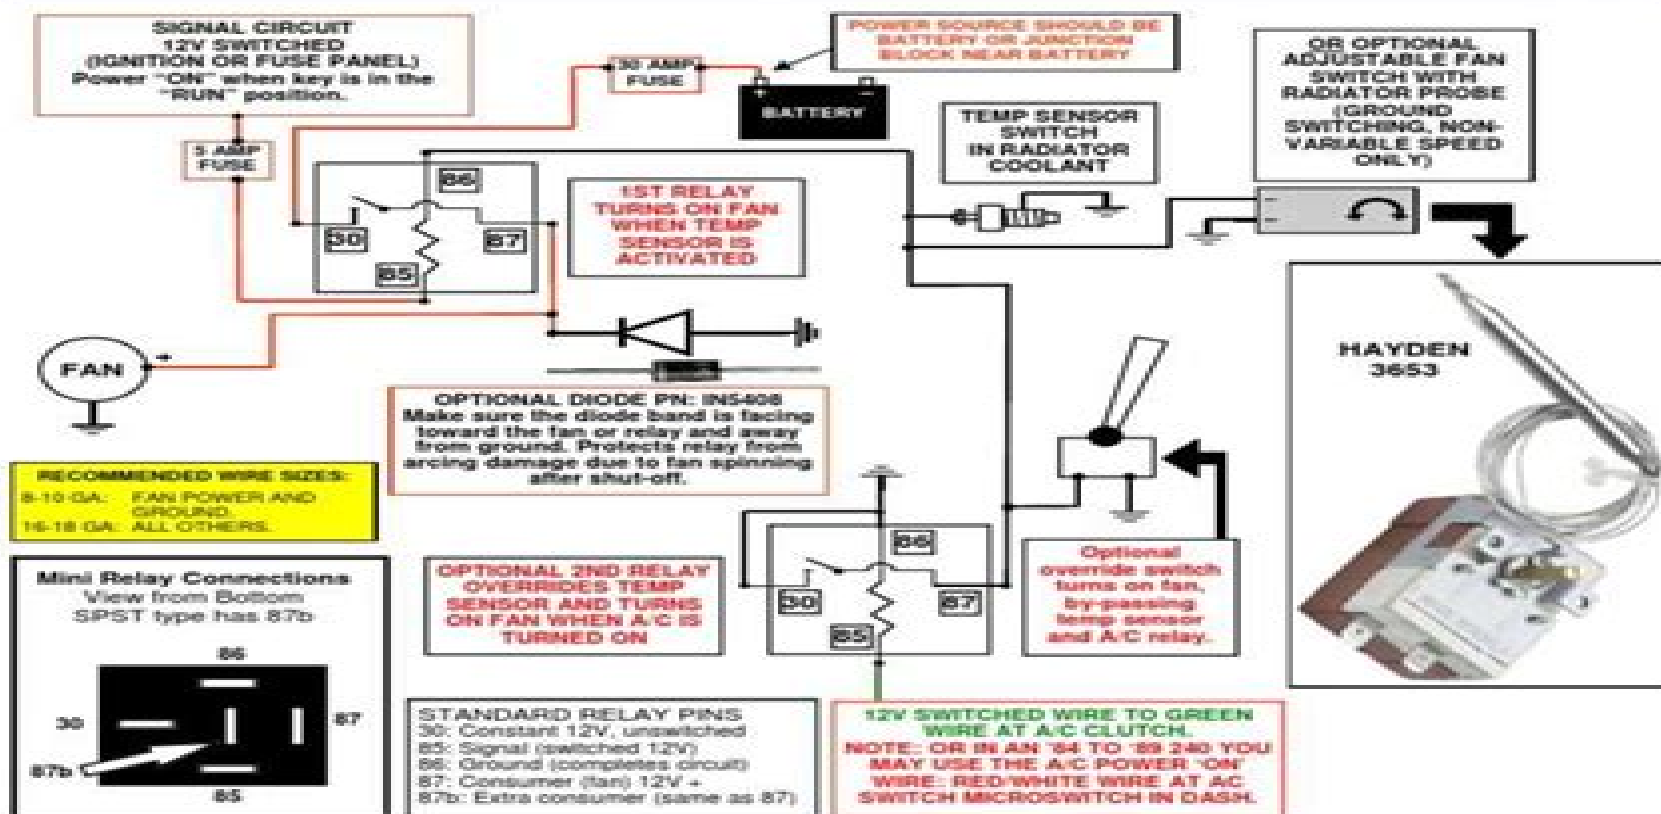 SIGNAL CIRCUIT
12V SWITCHED
(IGNITION OR FUSE PANEL)
Power "ON" when key is in the
"RUN" position.
5 AMP
FUSE
30 AMP
FUSE
+
-
BATTERY
POWER SOURCE SHOULD BE
BATTERY OR JUNCTION
BLOCK NEAR BATTERY
TEMP SENSOR
SWITCH
IN RADIATOR
COOLANT
OR OPTIONAL
ADJUSTABLE FAN
SWITCH WITH
RADIATOR PROBE
(GROUND
SWITCHING, NON-
VARIABLE SPEED
ONLY)
86
30
87
85
1ST RELAY
TURNS ON FAN
WHEN TEMP
SENSOR IS
ACTIVATED
FAN
+
HAYDEN
3653
OPTIONAL DIODE PN: IN5408
Make sure the diode band is facing
toward the fan or relay and away
from ground. Protects relay from
arcing damage due to fan spinning
after shut-off.
RECOMMENDED WIRE SIZES:
8-10 GA: FAN POWER AND
GROUND.
16-18 GA: ALL OTHERS.
OPTIONAL 2ND RELAY
OVERRIDES TEMP
SENSOR AND TURNS
ON FAN WHEN A/C IS
TURNED ON
86
30
87
85
Optional
override switch
turns on fan,
by-passing
temp sensor
and A/C relay.
Mini Relay Connections
View from Bottom
SPST type has 87b
86
30
87
87b
85
STANDARD RELAY PINS
30: Constant 12V, unswitched
85: Signal (switched 12V)
86: Ground (completes circuit)
87: Consumer (fan) 12V +
87b: Extra consumer (same as 87)
12V SWITCHED WIRE TO GREEN
WIRE AT A/C CLUTCH.
NOTE: OR IN AN '84 TO '89 240 YOU
MAY USE THE A/C POWER 'ON'
WIRE: RED/WHITE WIRE AT AC
SWITCH MICROSWITCH IN DASH.